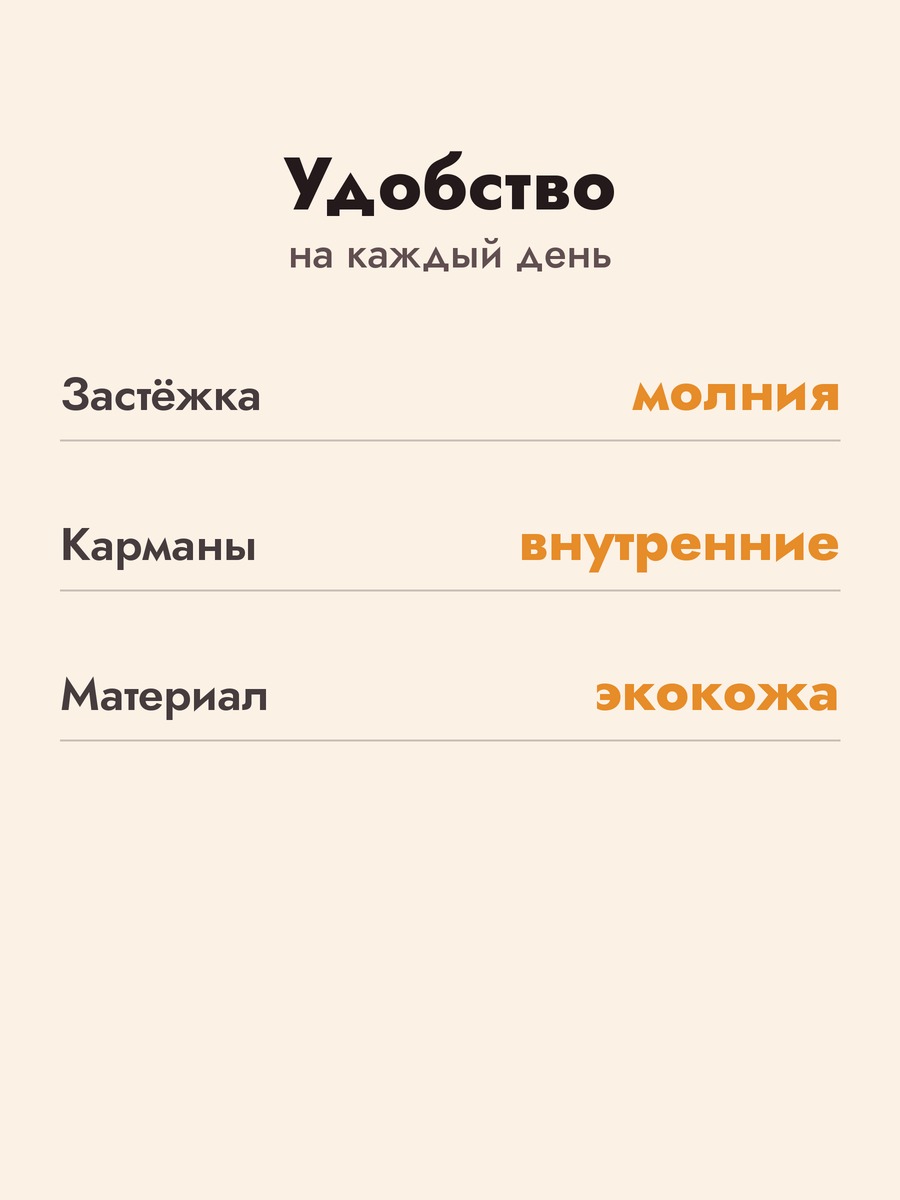 Удобство
на каждый день
Застёжка молния
Карманы внутренние
Материал экокожа